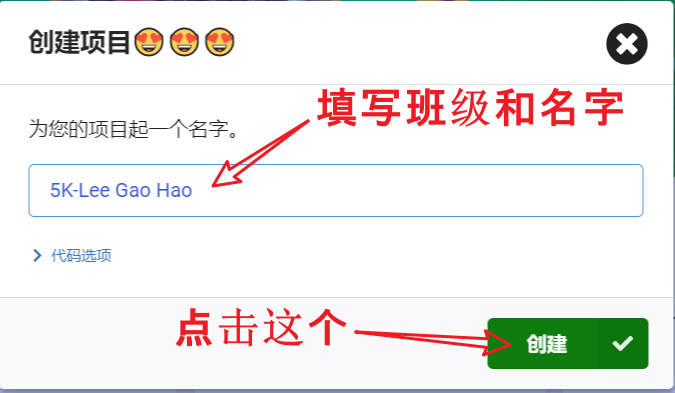 创建项目😍😍😍
填写班级和名字
为您的项目起一个名字。
5K-Lee Gao Hao
代码选项
点击这个
创建